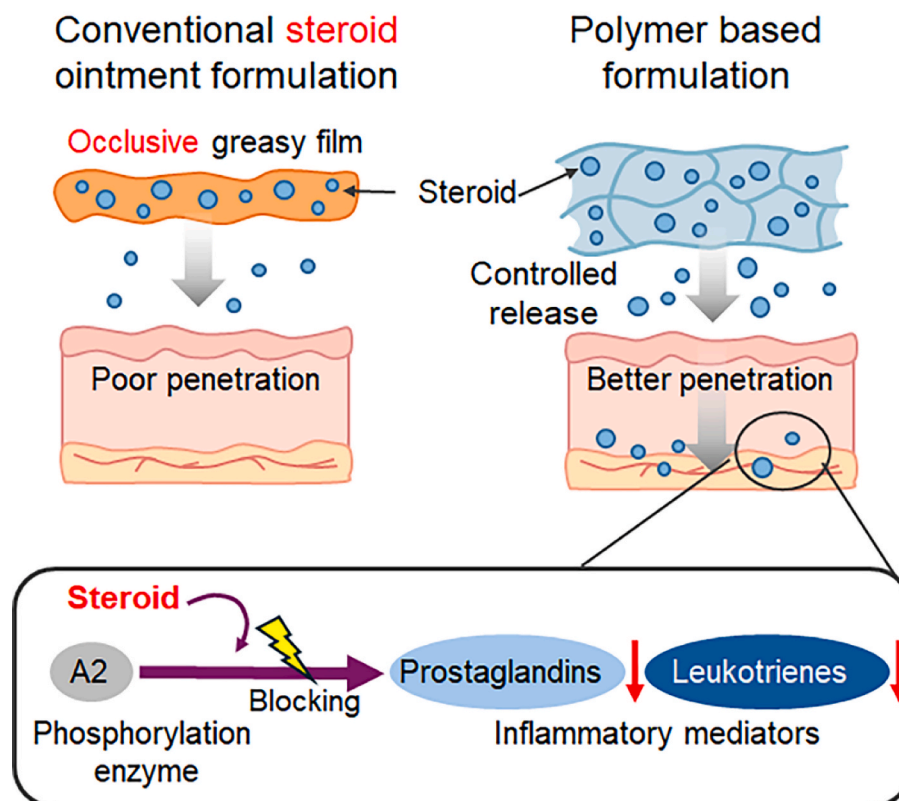 Conventional steroid
ointment formulation
Polymer based
formulation
Occlusive greasy film
Steroid
Controlled
release
Poor penetration
Better penetration
Steroid
A2
Blocking
Prostaglandins
Leukotrienes
Phosphorylation
enzyme
Inflammatory mediators